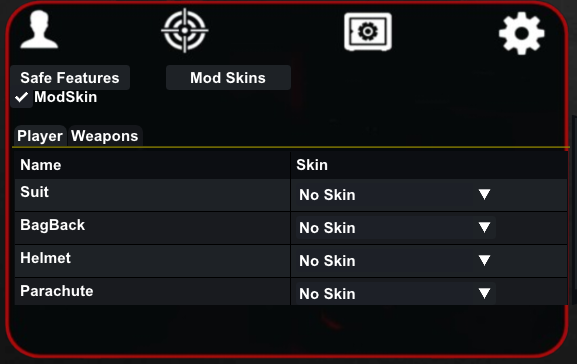 Safe Features Mod Skins
ModSkin
Player Weapons
Name Skin
Suit No Skin
BagBack No Skin
Helmet No Skin
Parachute No Skin